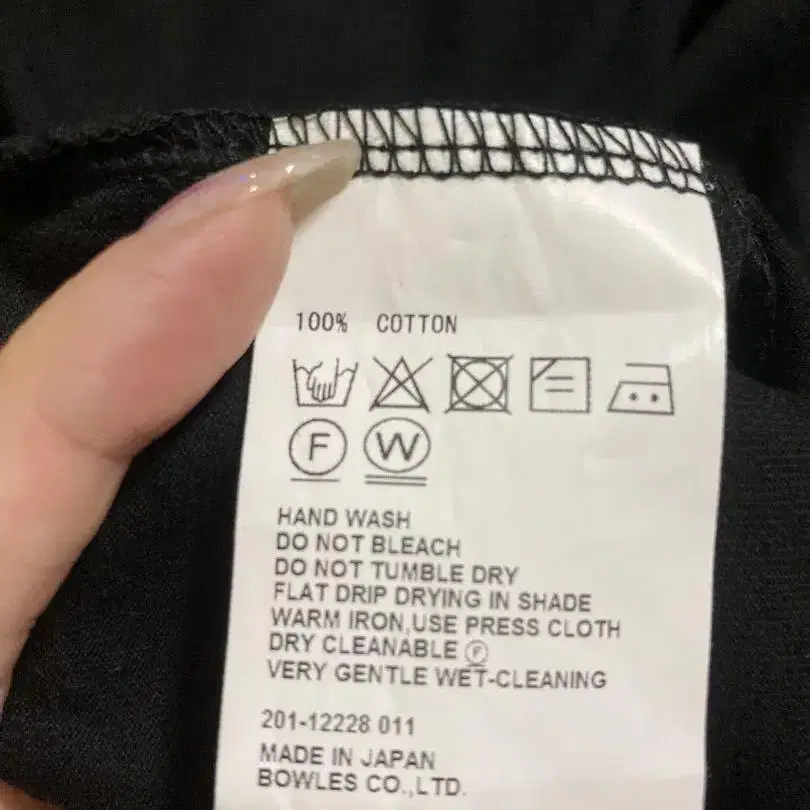 100% COTTON
F W
HAND WASH
DO NOT BLEACH
DO NOT TUMBLE DRY
FLAT DRIP DRYING IN SHADE
WARM IRON,USE PRESS CLOTH
DRY CLEANABLE Ⓕ
VERY GENTLE WET-CLEANING
201-12228 011
MADE IN JAPAN
BOWLES CO.,LTD.